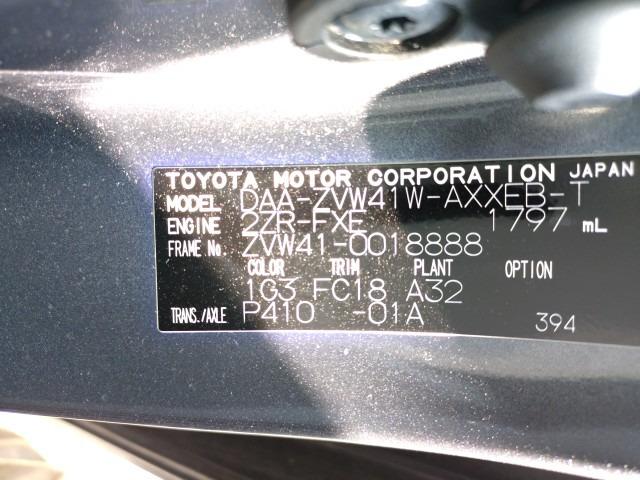 TOYOTA MOTOR CORPORATION JAPAN
MODEL DAA-ZVW41W-AXXEB-T
ENGINE 2ZR-FXE 1797 mL
FRAME No. ZVW41-0018888
COLOR TRIM PLANT OPTION
1G3 FC18 A32
TRANS./AXLE P410 -01A 394